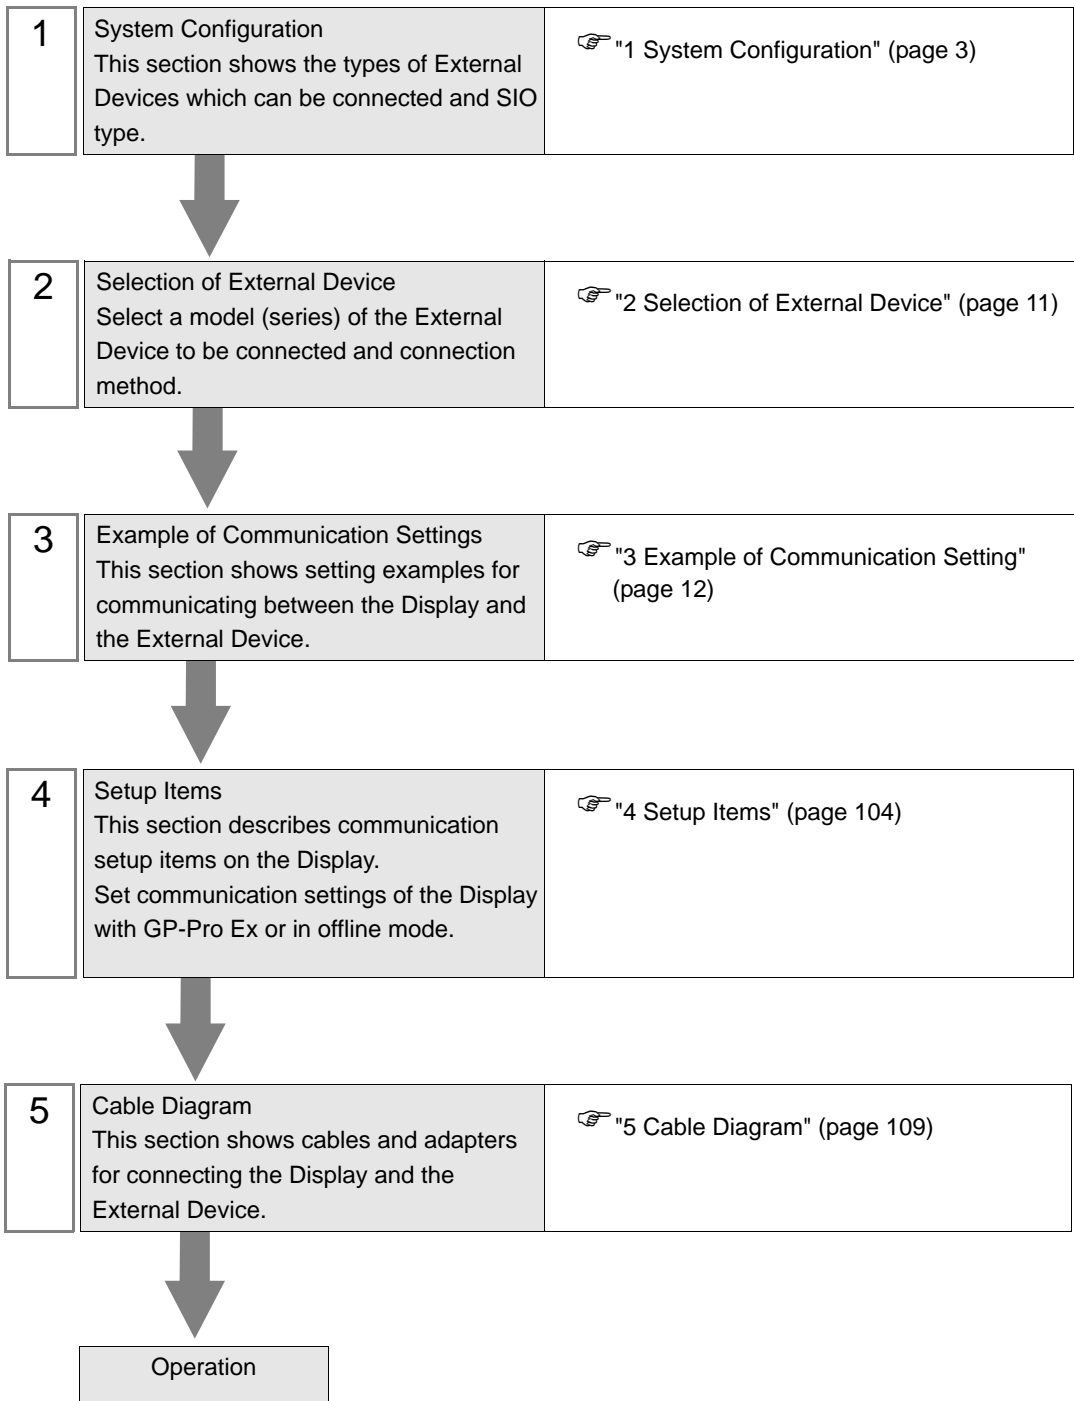 1
System Configuration
This section shows the types of External
Devices which can be connected and SIO
type.
"1 System Configuration" (page 3)
2
Selection of External Device
Select a model (series) of the External
Device to be connected and connection
method.
"2 Selection of External Device" (page 11)
3
Example of Communication Settings
This section shows setting examples for
communicating between the Display and
the External Device.
"3 Example of Communication Setting"
(page 12)
4
Setup Items
This section describes communication
setup items on the Display.
Set communication settings of the Display
with GP-Pro Ex or in offline mode.
"4 Setup Items" (page 104)
5
Cable Diagram
This section shows cables and adapters
for connecting the Display and the
External Device.
"5 Cable Diagram" (page 109)
Operation